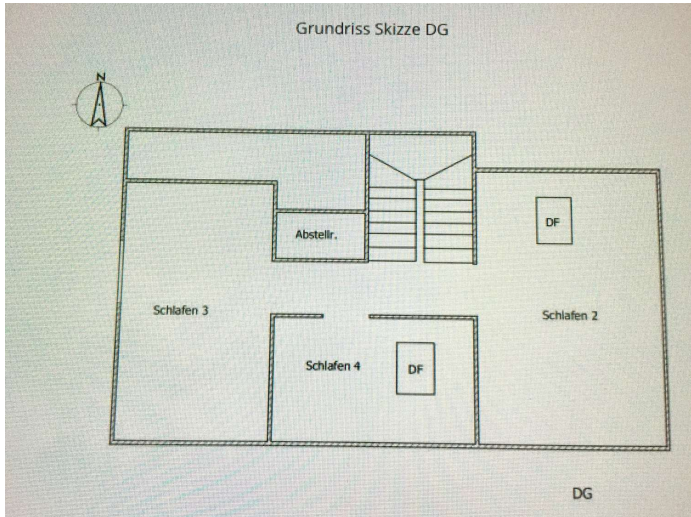 Grundriss Skizze DG
N
DF
Abstellr.
Schlafen 3
Schlafen 2
Schlafen 4
DF
DG